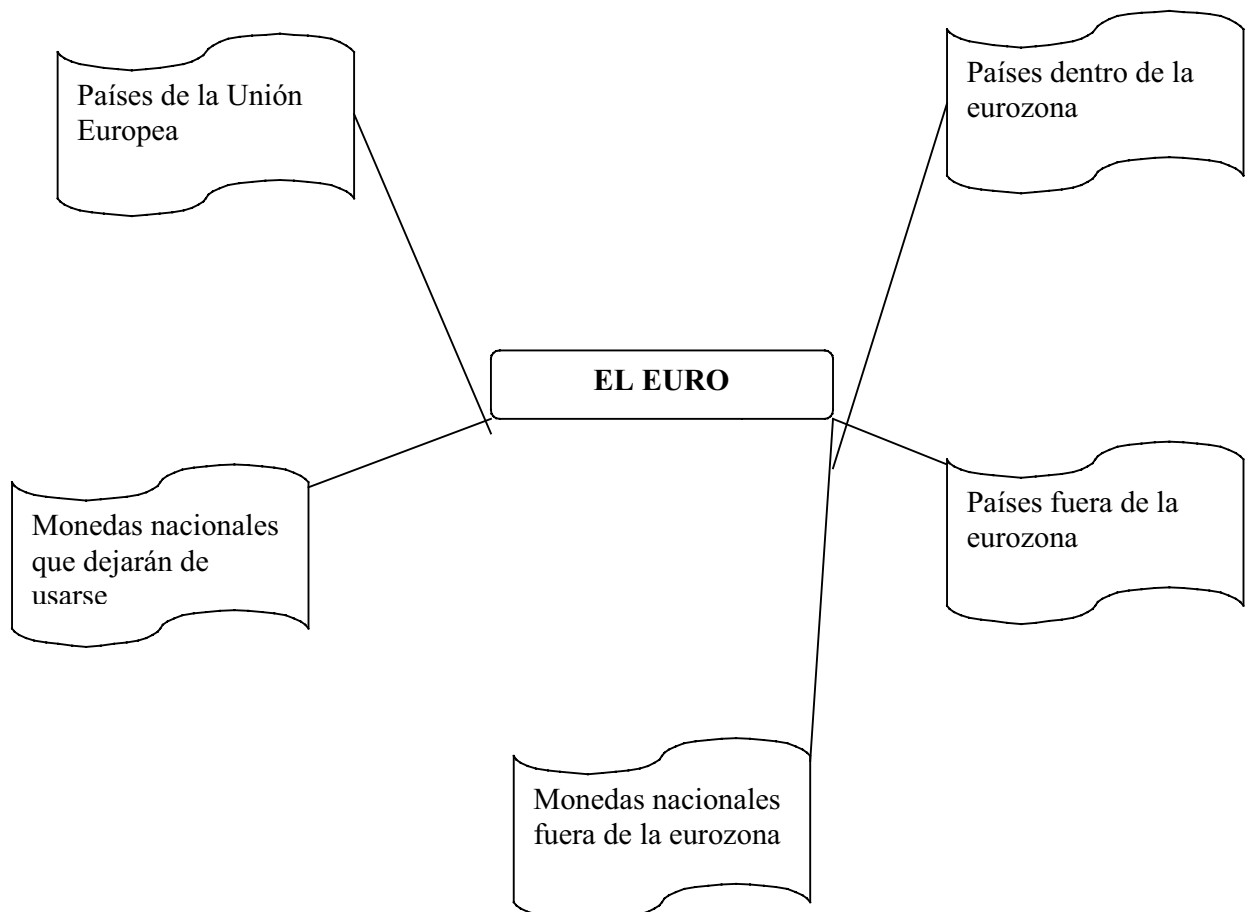 Países de la Unión
Europea
Países dentro de la
eurozona
EL EURO
Monedas nacionales
que dejarán de
usarse
Países fuera de la
eurozona
Monedas nacionales
fuera de la eurozona